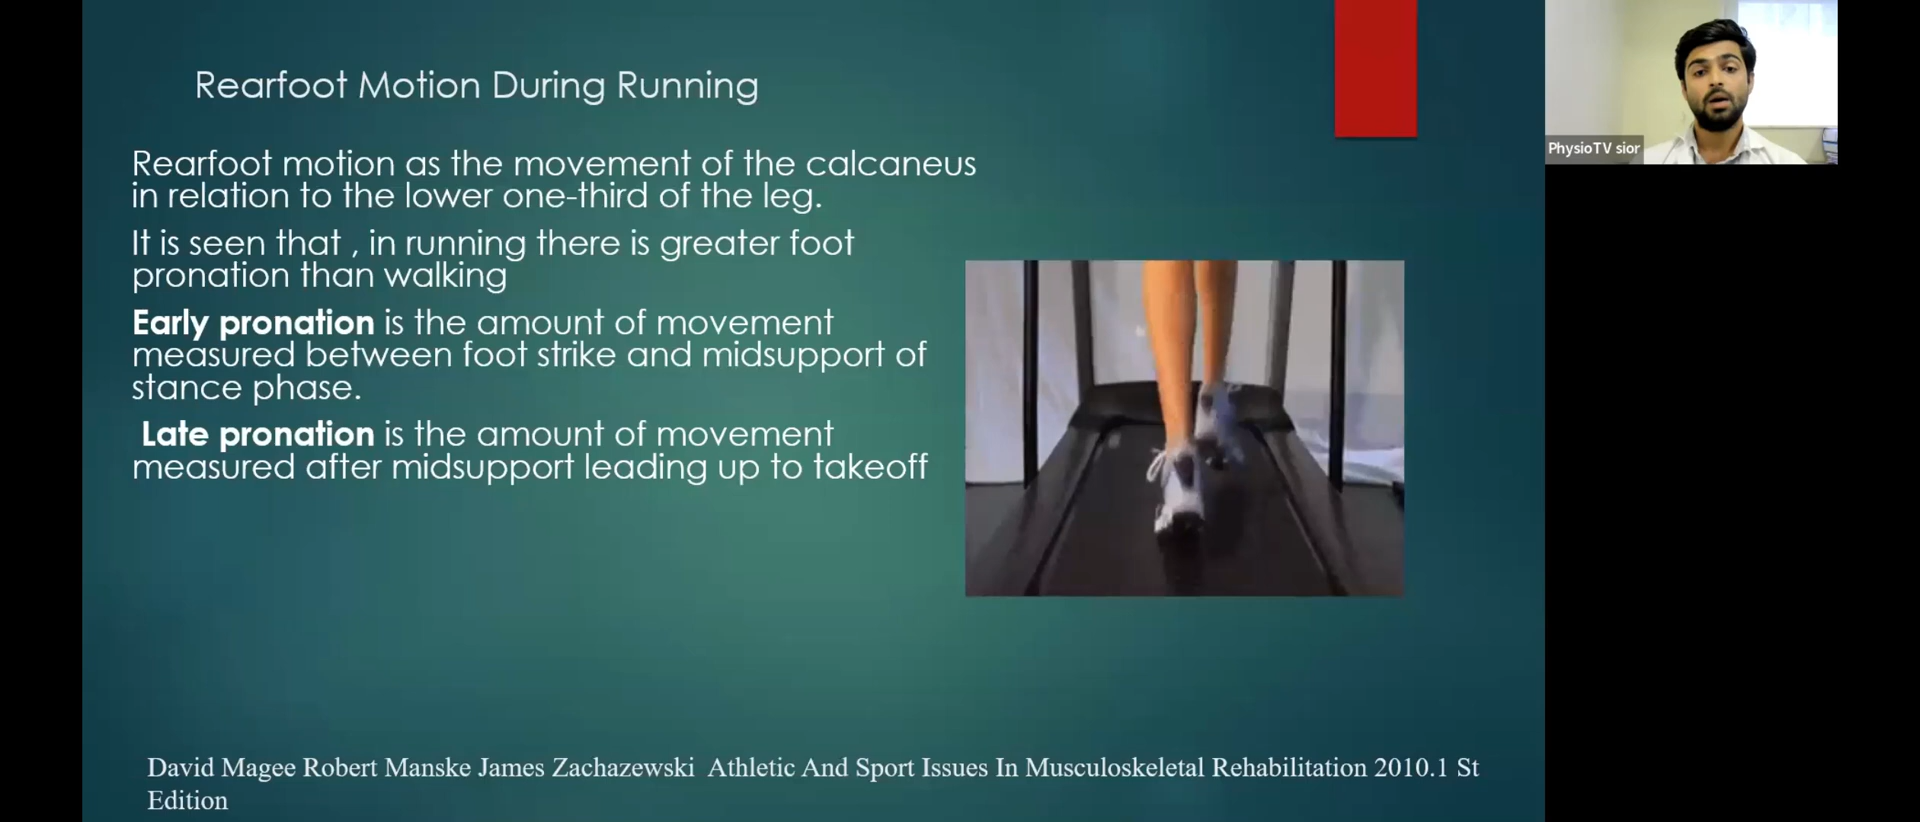 Rearfoot Motion During Running
Rearfoot motion as the movement of the calcaneus
in relation to the lower one-third of the leg.
It is seen that , in running there is greater foot
pronation than walking
Early pronation is the amount of movement
measured between foot strike and midsupport of
stance phase.
Late pronation is the amount of movement
measured after midsupport leading up to takeoff
David Magee Robert Manske James Zachazewski Athletic And Sport Issues In Musculoskeletal Rehabilitation 2010.1 St
Edition
PhysioTV sior